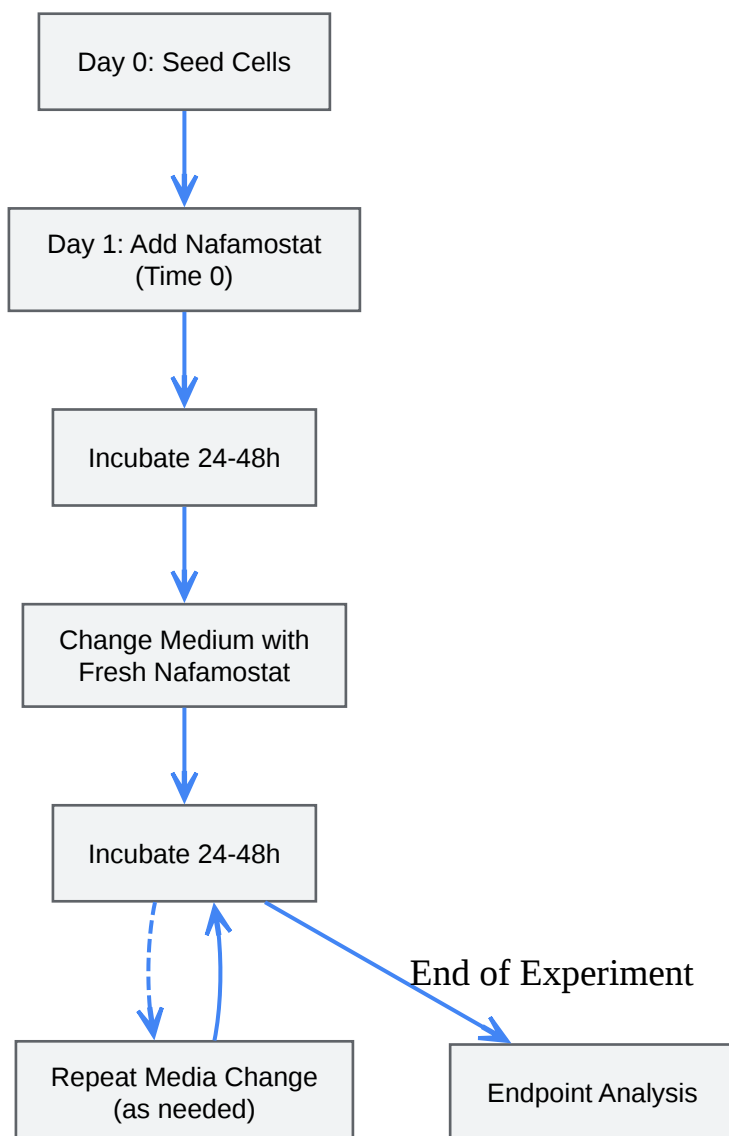 Day 0: Seed Cells
Day 1: Add Nafamostat
(Time 0)
Incubate 24-48h
Change Medium with
Fresh Nafamostat
Incubate 24-48h
End of Experiment
Repeat Media Change
(as needed)
Endpoint Analysis